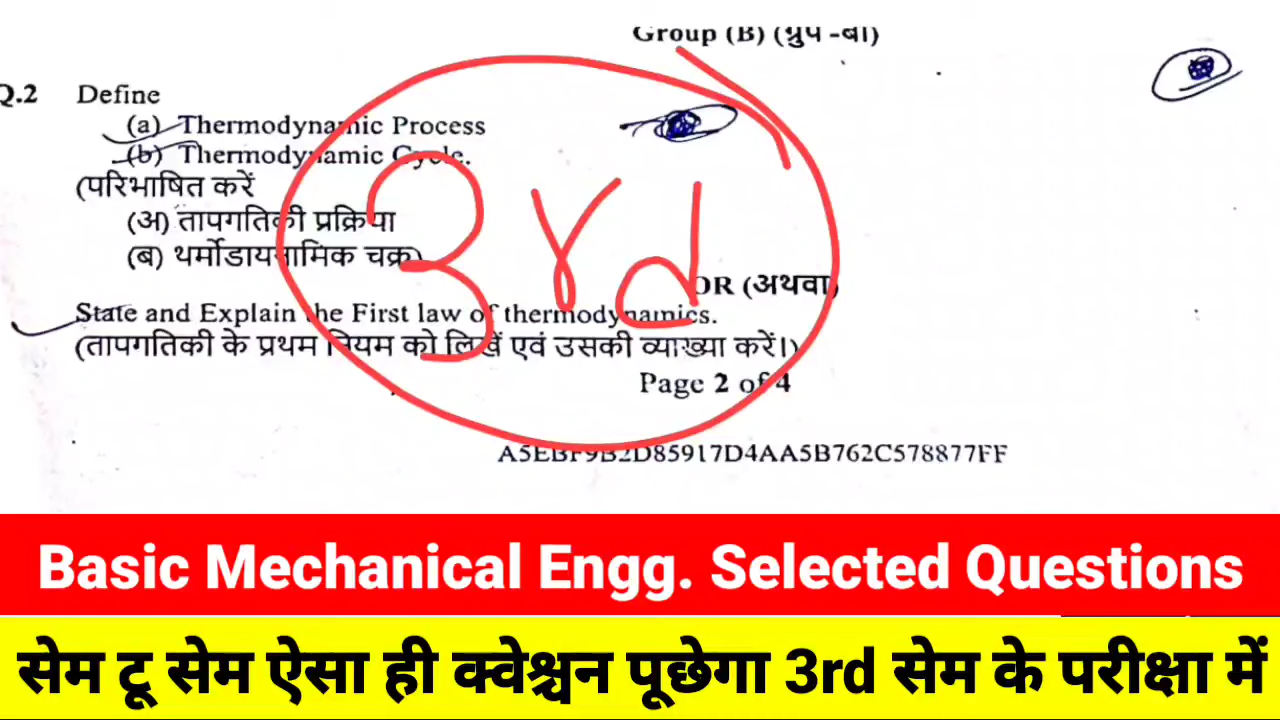 Group (B) (ग्रुप -बी)
Q.2 Define
(a) Thermodynamic Process
(b) Thermodynamic Cycle.
(परिभाषित करें
(अ) तापगतिकी प्रक्रिया
(ब) थर्मोडायनामिक चक्र)
3rd
OR (अथवा)
State and Explain the First law of thermodynamics.
(तापगतिकी के प्रथम नियम को लिखें एवं उसकी व्याख्या करें।)
Page 2 of 4
A5EBF9B2D85917D4AA5B762C578877FF
Basic Mechanical Engg. Selected Questions
सेम टू सेम ऐसा ही क्वेश्चन पूछेगा 3rd सेम के परीक्षा में